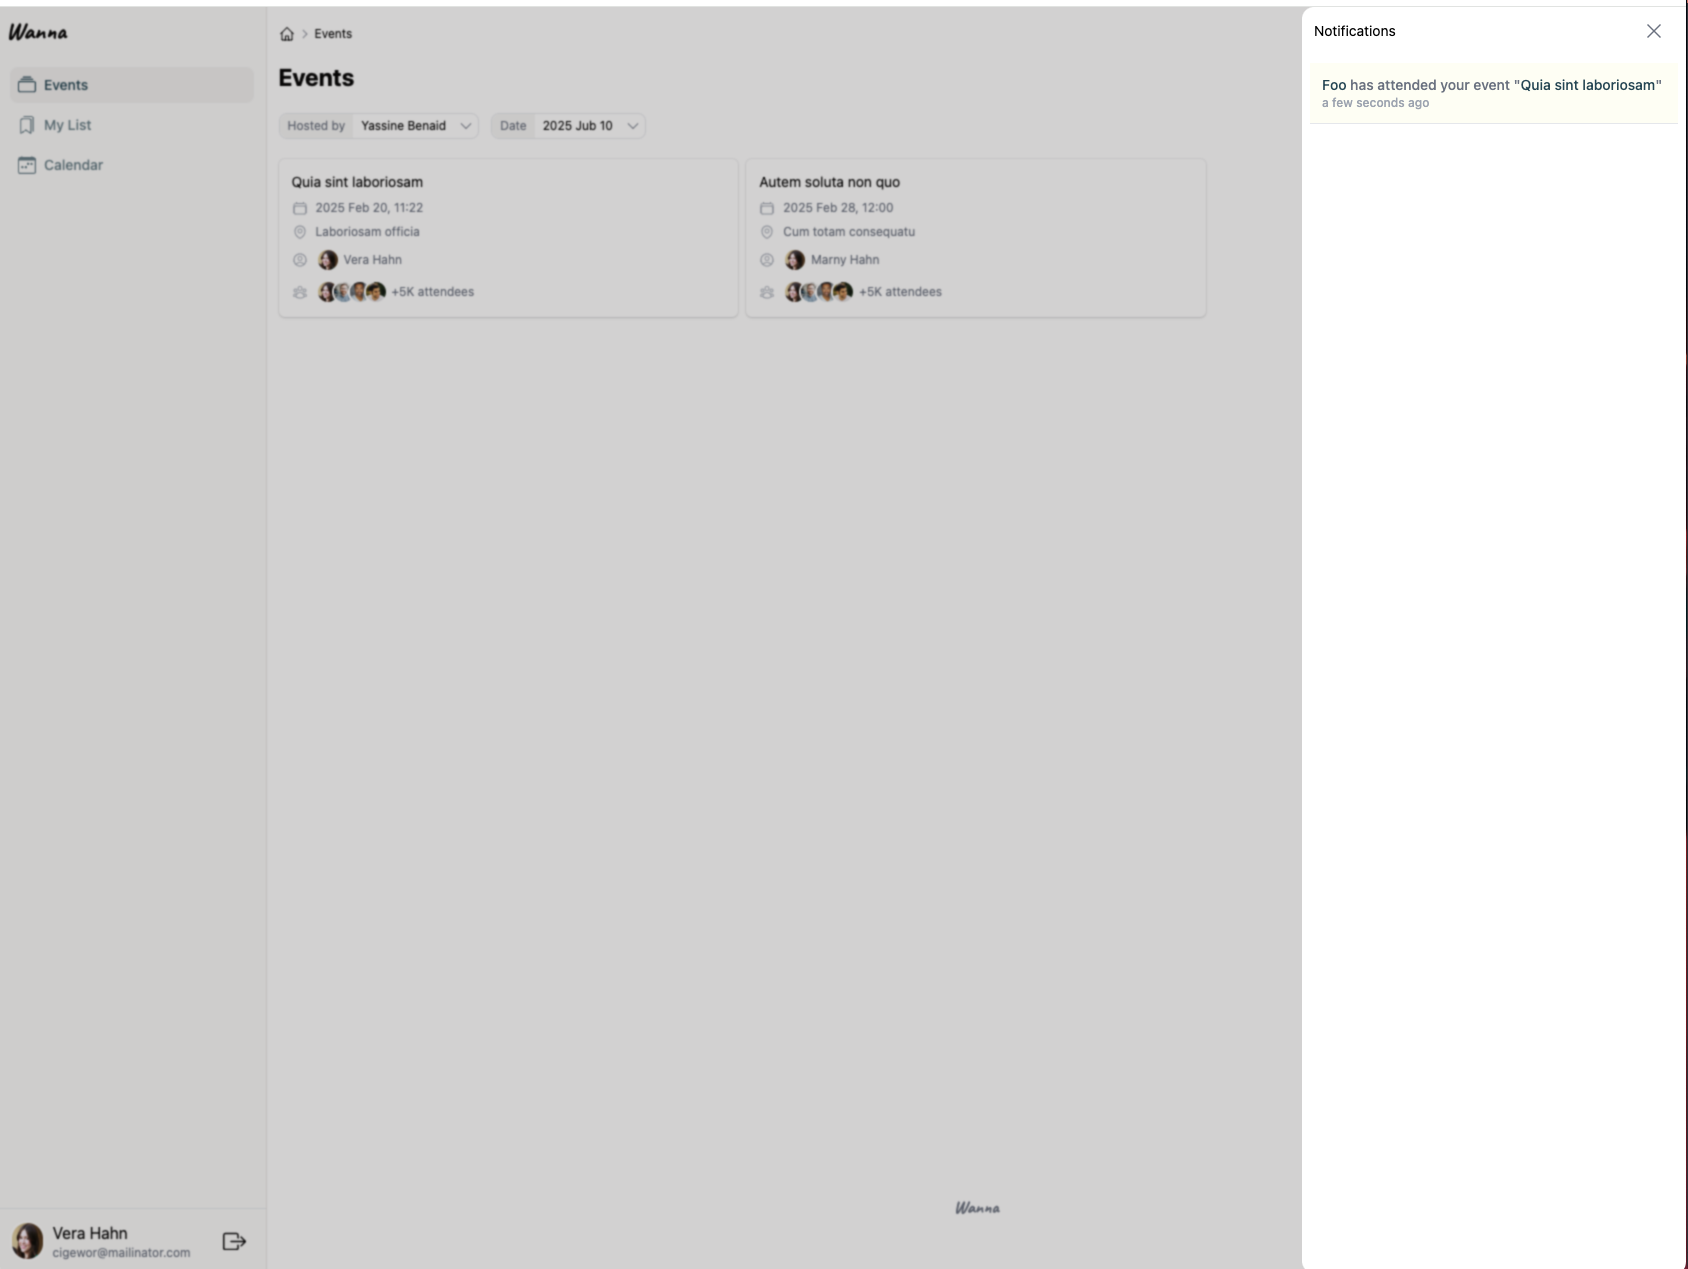 Wanna
Events
My List
Calendar
Vera Hahn
cigewor@mailinator.com
Events
Events
Hosted by Yassine Benaid
Date 2025 Jub 10
Quia sint laboriosam
2025 Feb 20, 11:22
Laboriosam officia
Vera Hahn
+5K attendees
Autem soluta non quo
2025 Feb 28, 12:00
Cum totam consequatu
Marny Hahn
+5K attendees
Wanna
Notifications
Foo has attended your event "Quia sint laboriosam"
a few seconds ago